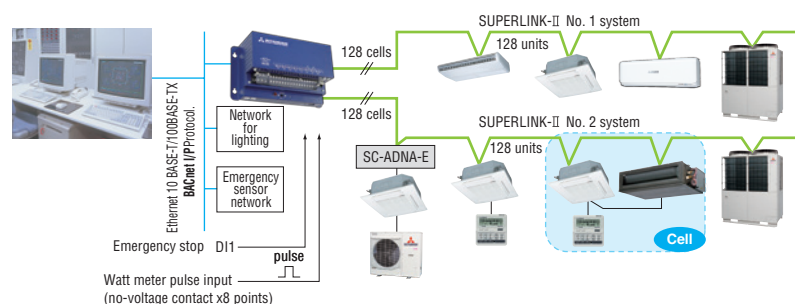 SUPERLINK-II No. 1 system
128 cells
128 units
Ethernet 10 BASE-T/100BASE-TX
BACnet I/PProtocol.
Network
for
lighting
128 cells
SUPERLINK-II No. 2 system
128 units
SC-ADNA-E
Emergency
sensor
network
Cell
Emergency stop DI1
pulse
Watt meter pulse input
(no-voltage contact x8 points)